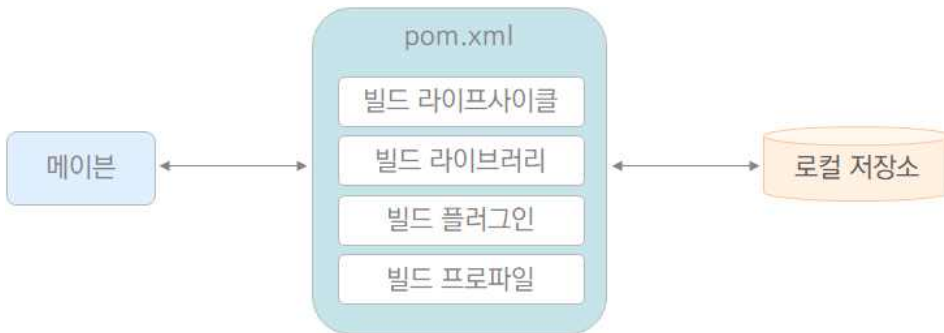 pom.xml
빌드 라이프사이클
빌드 라이브러리
빌드 플러그인
빌드 프로파일
메이븐
로컬 저장소